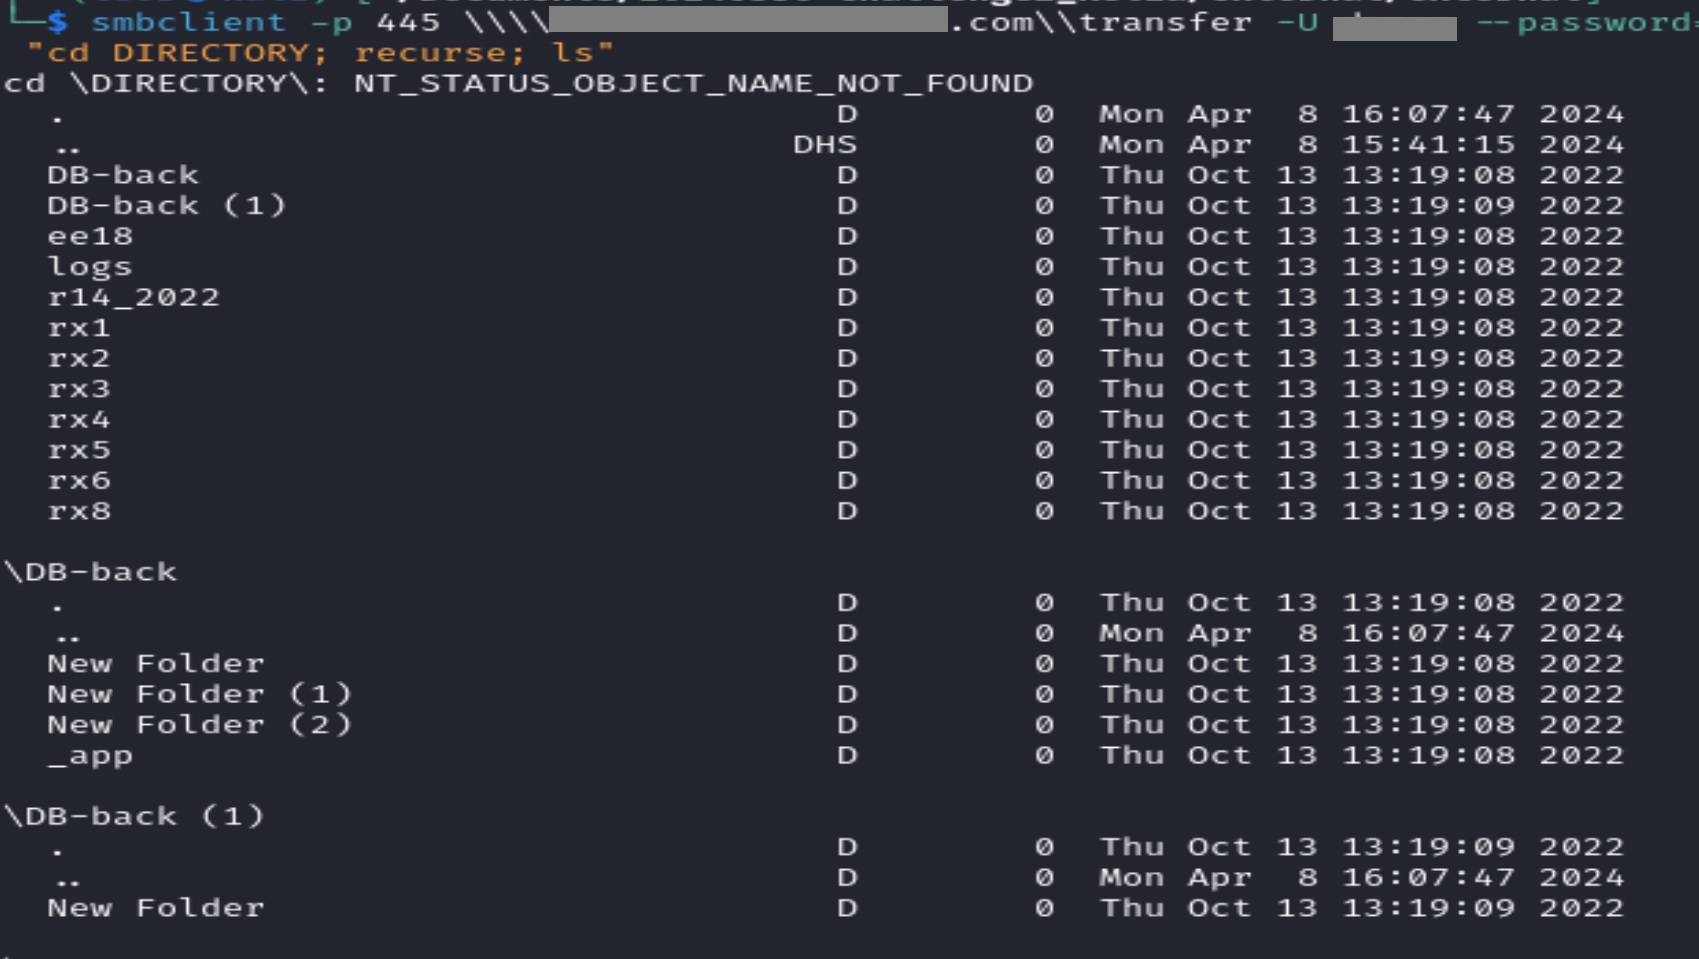 └─$ smbclient -p 445 \\\\ .com\\transfer -U --password=
"cd DIRECTORY; recurse; ls"
cd \DIRECTORY\: NT_STATUS_OBJECT_NAME_NOT_FOUND
. D 0 Mon Apr 8 16:07:47 2024
.. DHS 0 Mon Apr 8 15:41:15 2024
DB-back D 0 Thu Oct 13 13:19:08 2022
DB-back (1) D 0 Thu Oct 13 13:19:09 2022
ee18 D 0 Thu Oct 13 13:19:08 2022
logs D 0 Thu Oct 13 13:19:08 2022
r14_2022 D 0 Thu Oct 13 13:19:08 2022
rx1 D 0 Thu Oct 13 13:19:08 2022
rx2 D 0 Thu Oct 13 13:19:08 2022
rx3 D 0 Thu Oct 13 13:19:08 2022
rx4 D 0 Thu Oct 13 13:19:08 2022
rx5 D 0 Thu Oct 13 13:19:08 2022
rx6 D 0 Thu Oct 13 13:19:08 2022
rx8 D 0 Thu Oct 13 13:19:08 2022
\DB-back
. D 0 Thu Oct 13 13:19:08 2022
.. D 0 Mon Apr 8 16:07:47 2024
New Folder D 0 Thu Oct 13 13:19:08 2022
New Folder (1) D 0 Thu Oct 13 13:19:08 2022
New Folder (2) D 0 Thu Oct 13 13:19:08 2022
_app D 0 Thu Oct 13 13:19:08 2022
\DB-back (1)
. D 0 Thu Oct 13 13:19:09 2022
.. D 0 Mon Apr 8 16:07:47 2024
New Folder D 0 Thu Oct 13 13:19:09 2022